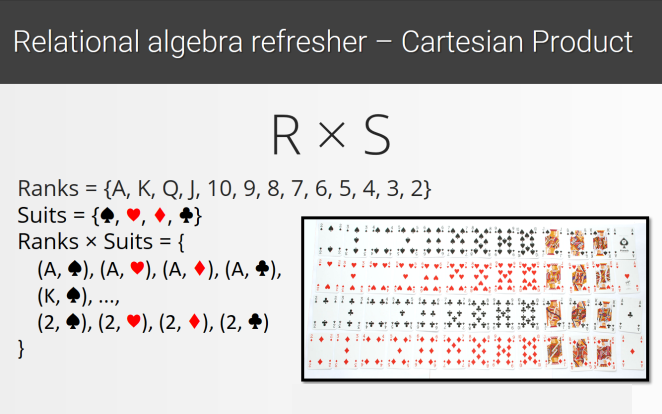 Relational algebra refresher – Cartesian Product
R × S
Ranks = {A, K, Q, J, 10, 9, 8, 7, 6, 5, 4, 3, 2}
Suits = {♠, ♥, ♦, ♣}
Ranks × Suits = {
(A, ♠), (A, ♥), (A, ♦), (A, ♣),
(K, ♠), ...,
(2, ♠), (2, ♥), (2, ♦), (2, ♣)
}